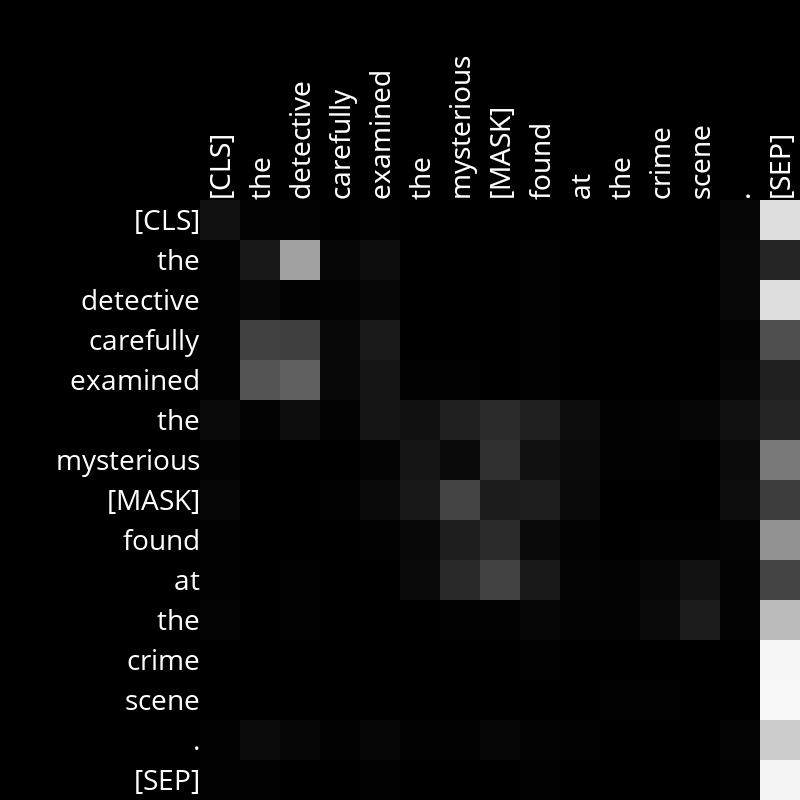 [CLS]
the
detective
carefully
examined
the
mysterious
[MASK]
found
at
the
crime
scene
.
[SEP]
[CLS]
the
detective
carefully
examined
the
mysterious
[MASK]
found
at
the
crime
scene
.
[SEP]